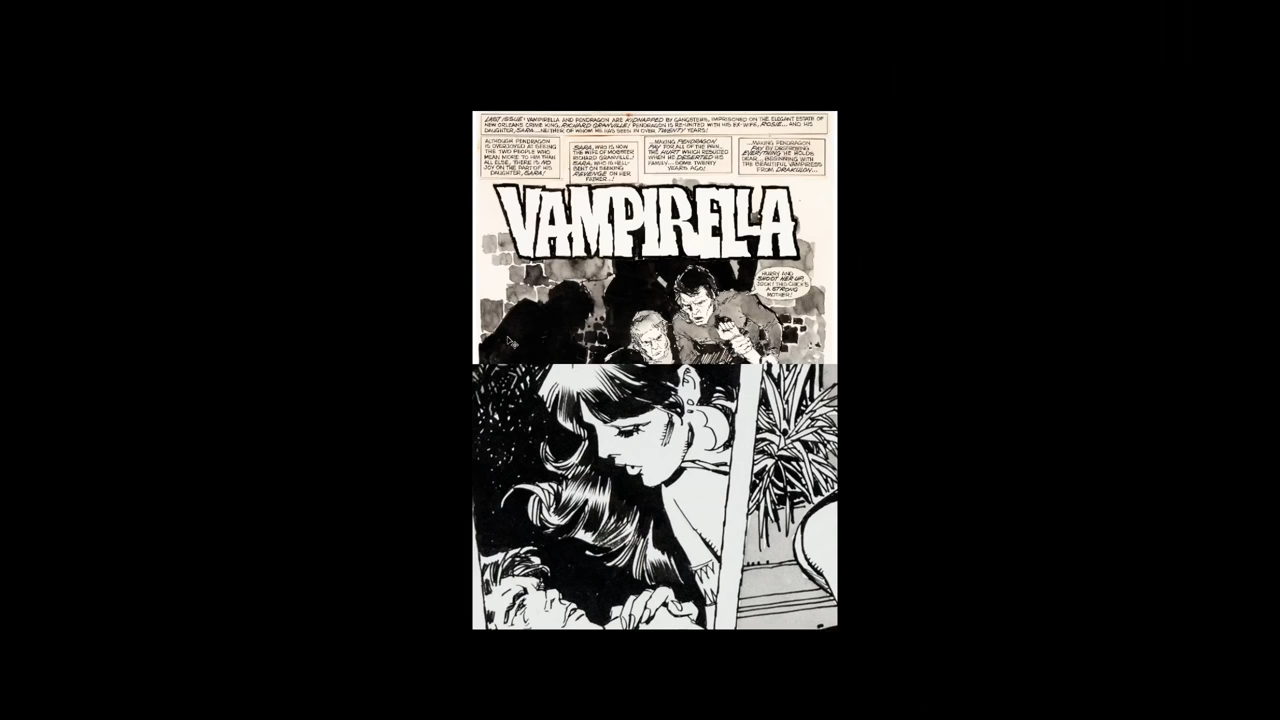 LAST ISSUE: VAMPIRELLA AND PENDRAGON ARE KIDNAPPED BY GANGSTERS, IMPRISONED ON THE ELEGANT ESTATE OF
NEW ORLEANS CRIME KING, RICHARD GRANVILLE! PENDRAGON IS RE-UNITED WITH HIS EX-WIFE, ROSIE... AND HIS
DAUGHTER, SARA...NEITHER OF WHOM HE HAS SEEN IN OVER TWENTY YEARS!
ALTHOUGH PENDRAGON
IS OVERJOYED AT SEEING
THE TWO PEOPLE WHO
MEAN MORE TO HIM THAN
ALL ELSE, THERE IS NO
JOY ON THE PART OF HIS
DAUGHTER, SARA!
SARA, WHO IS NOW
THE WIFE OF MOBSTER
RICHARD GRANVILLE..!
SARA, WHO IS HELL-
BENT ON SEEKING
REVENGE ON HER
FATHER...!
...MAKING PENDRAGON
PAY FOR ALL OF THE PAIN...
THE HURT WHICH RESULTED
WHEN HE DESERTED HIS
FAMILY... SOME TWENTY
YEARS AGO!
...MAKING PENDRAGON
PAY BY DESTROYING
EVERYTHING HE HOLDS
DEAR... BEGINNING WITH
THE BEAUTIFUL VAMPIRESS
FROM DRAKULON...
VAMPIRELLA
HURRY AND
SHOOT HER UP,
JOCK! THIS CHICK'S
A STRONG
MOTHER!